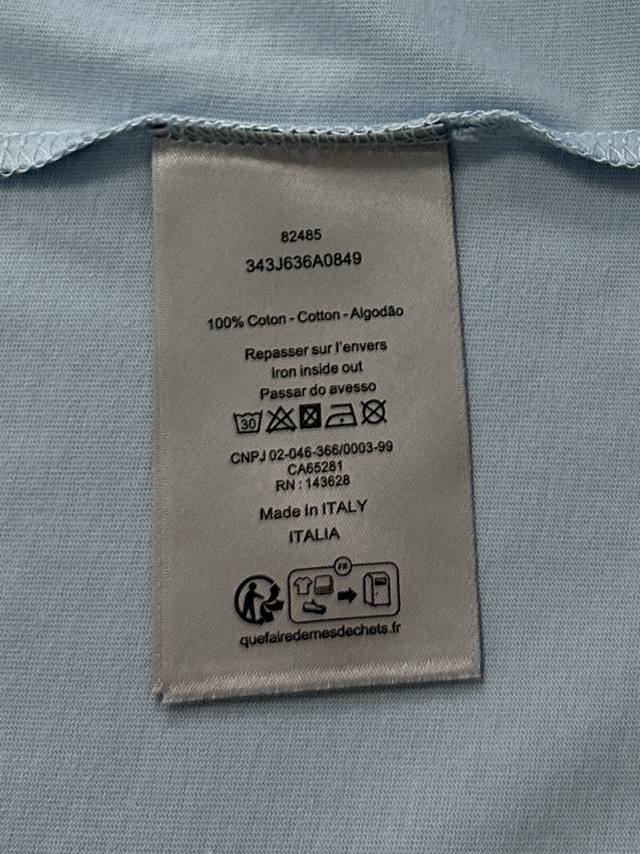 82485
343J636A0849
100% Coton - Cotton - Algodão
Repasser sur l'envers
Iron inside out
Passar do avesso
30
CNPJ 02-046-366/0003-99
CA65281
RN : 143628
Made In ITALY
ITALIA
FR
quefairedemesdechets.fr